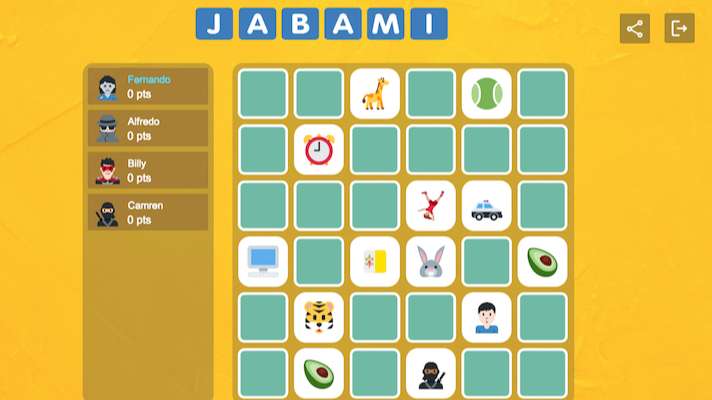 JABAMI
Fernando
0 pts
Alfredo
0 pts
Billy
0 pts
Camren
0 pts